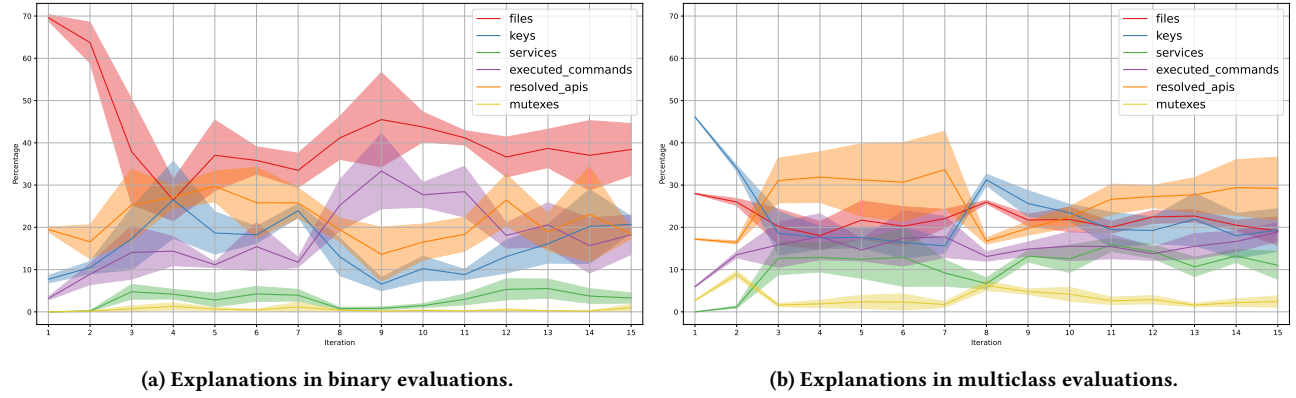 70
60
50
40
30
20
10
0
Percentage
1 2 3 4 5 6 7 8 9 10 11 12 13 14 15
Iteration
files
keys
services
executed_commands
resolved_apis
mutexes
(a) Explanations in binary evaluations.
70
60
50
40
30
20
10
0
Percentage
1 2 3 4 5 6 7 8 9 10 11 12 13 14 15
Iteration
files
keys
services
executed_commands
resolved_apis
mutexes
(b) Explanations in multiclass evaluations.